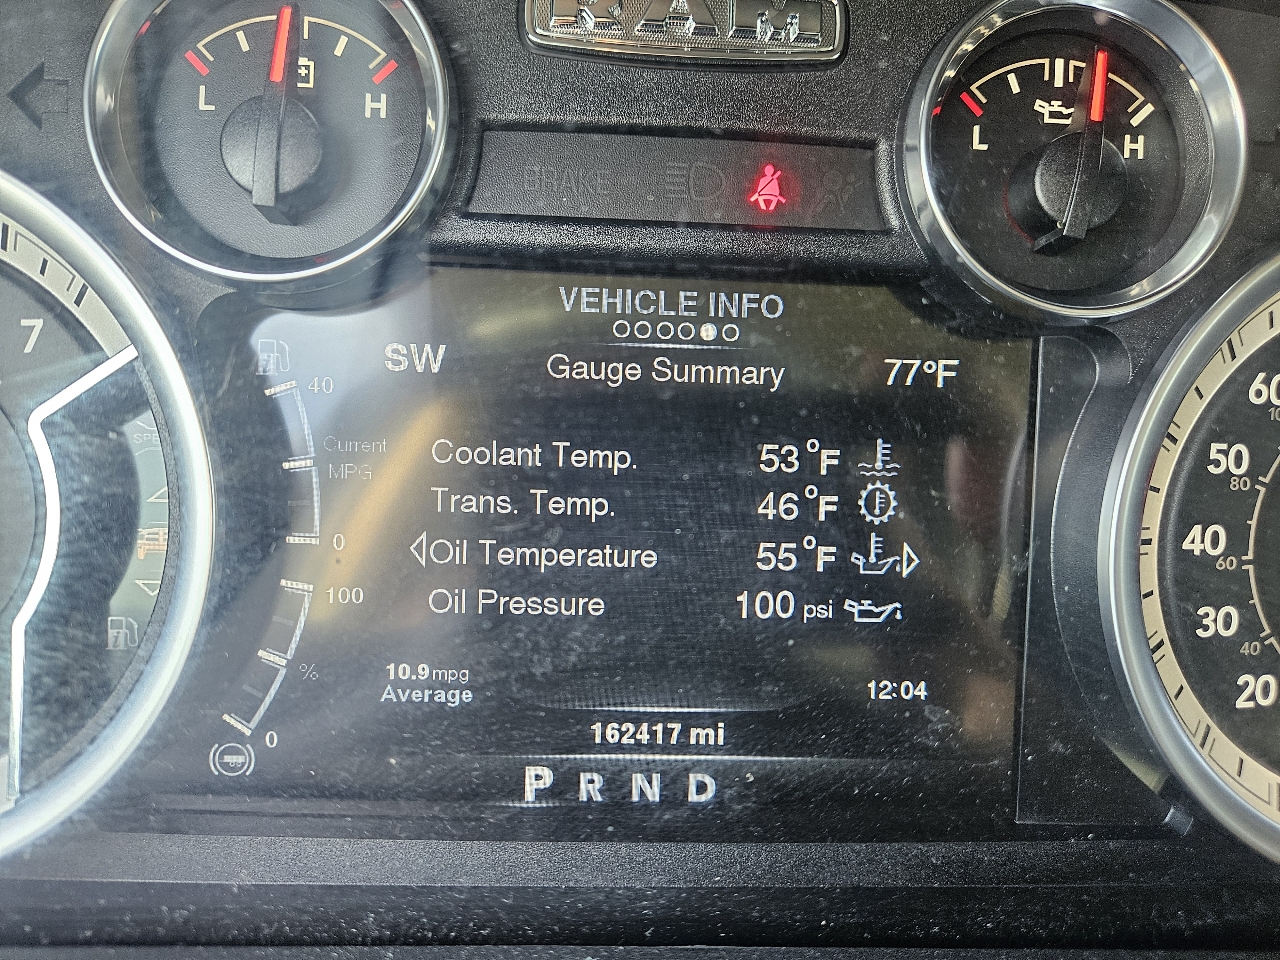 RAM
L H
L H
BRAKE
7
VEHICLE INFO
SW
Gauge Summary
77°F
40
Current
MPG
0
Coolant Temp. 53°F
Trans. Temp. 46°F
Oil Temperature 55°F
Oil Pressure 100 psi
100
%
0
10.9 mpg
Average
12:04
162417 mi
P R N D
60
50
80
40
60
30
40
20